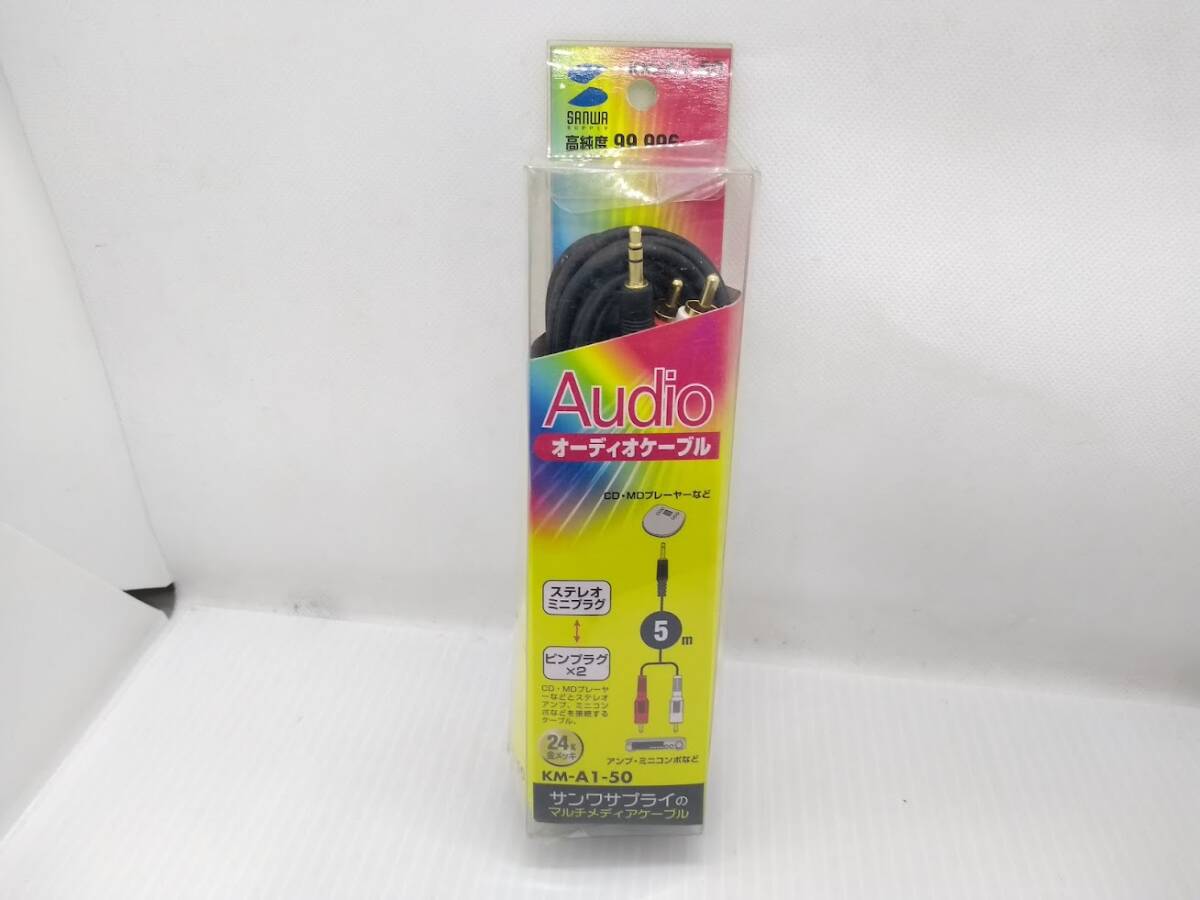 SANWA
SUPPLY
高純度 99.996
Audio
オーディオケーブル
CD・MDプレーヤーなど
ステレオ
ミニプラグ
5m
ピンプラグ
×2
CD・MDプレーヤ
ーなどとステレオ
アンプ、ミニコン
ポなどを接続する
ケーブル。
24K
金メッキ
アンプ・ミニコンポなど
KM-A1-50
サンワサプライの
マルチメディアケーブル